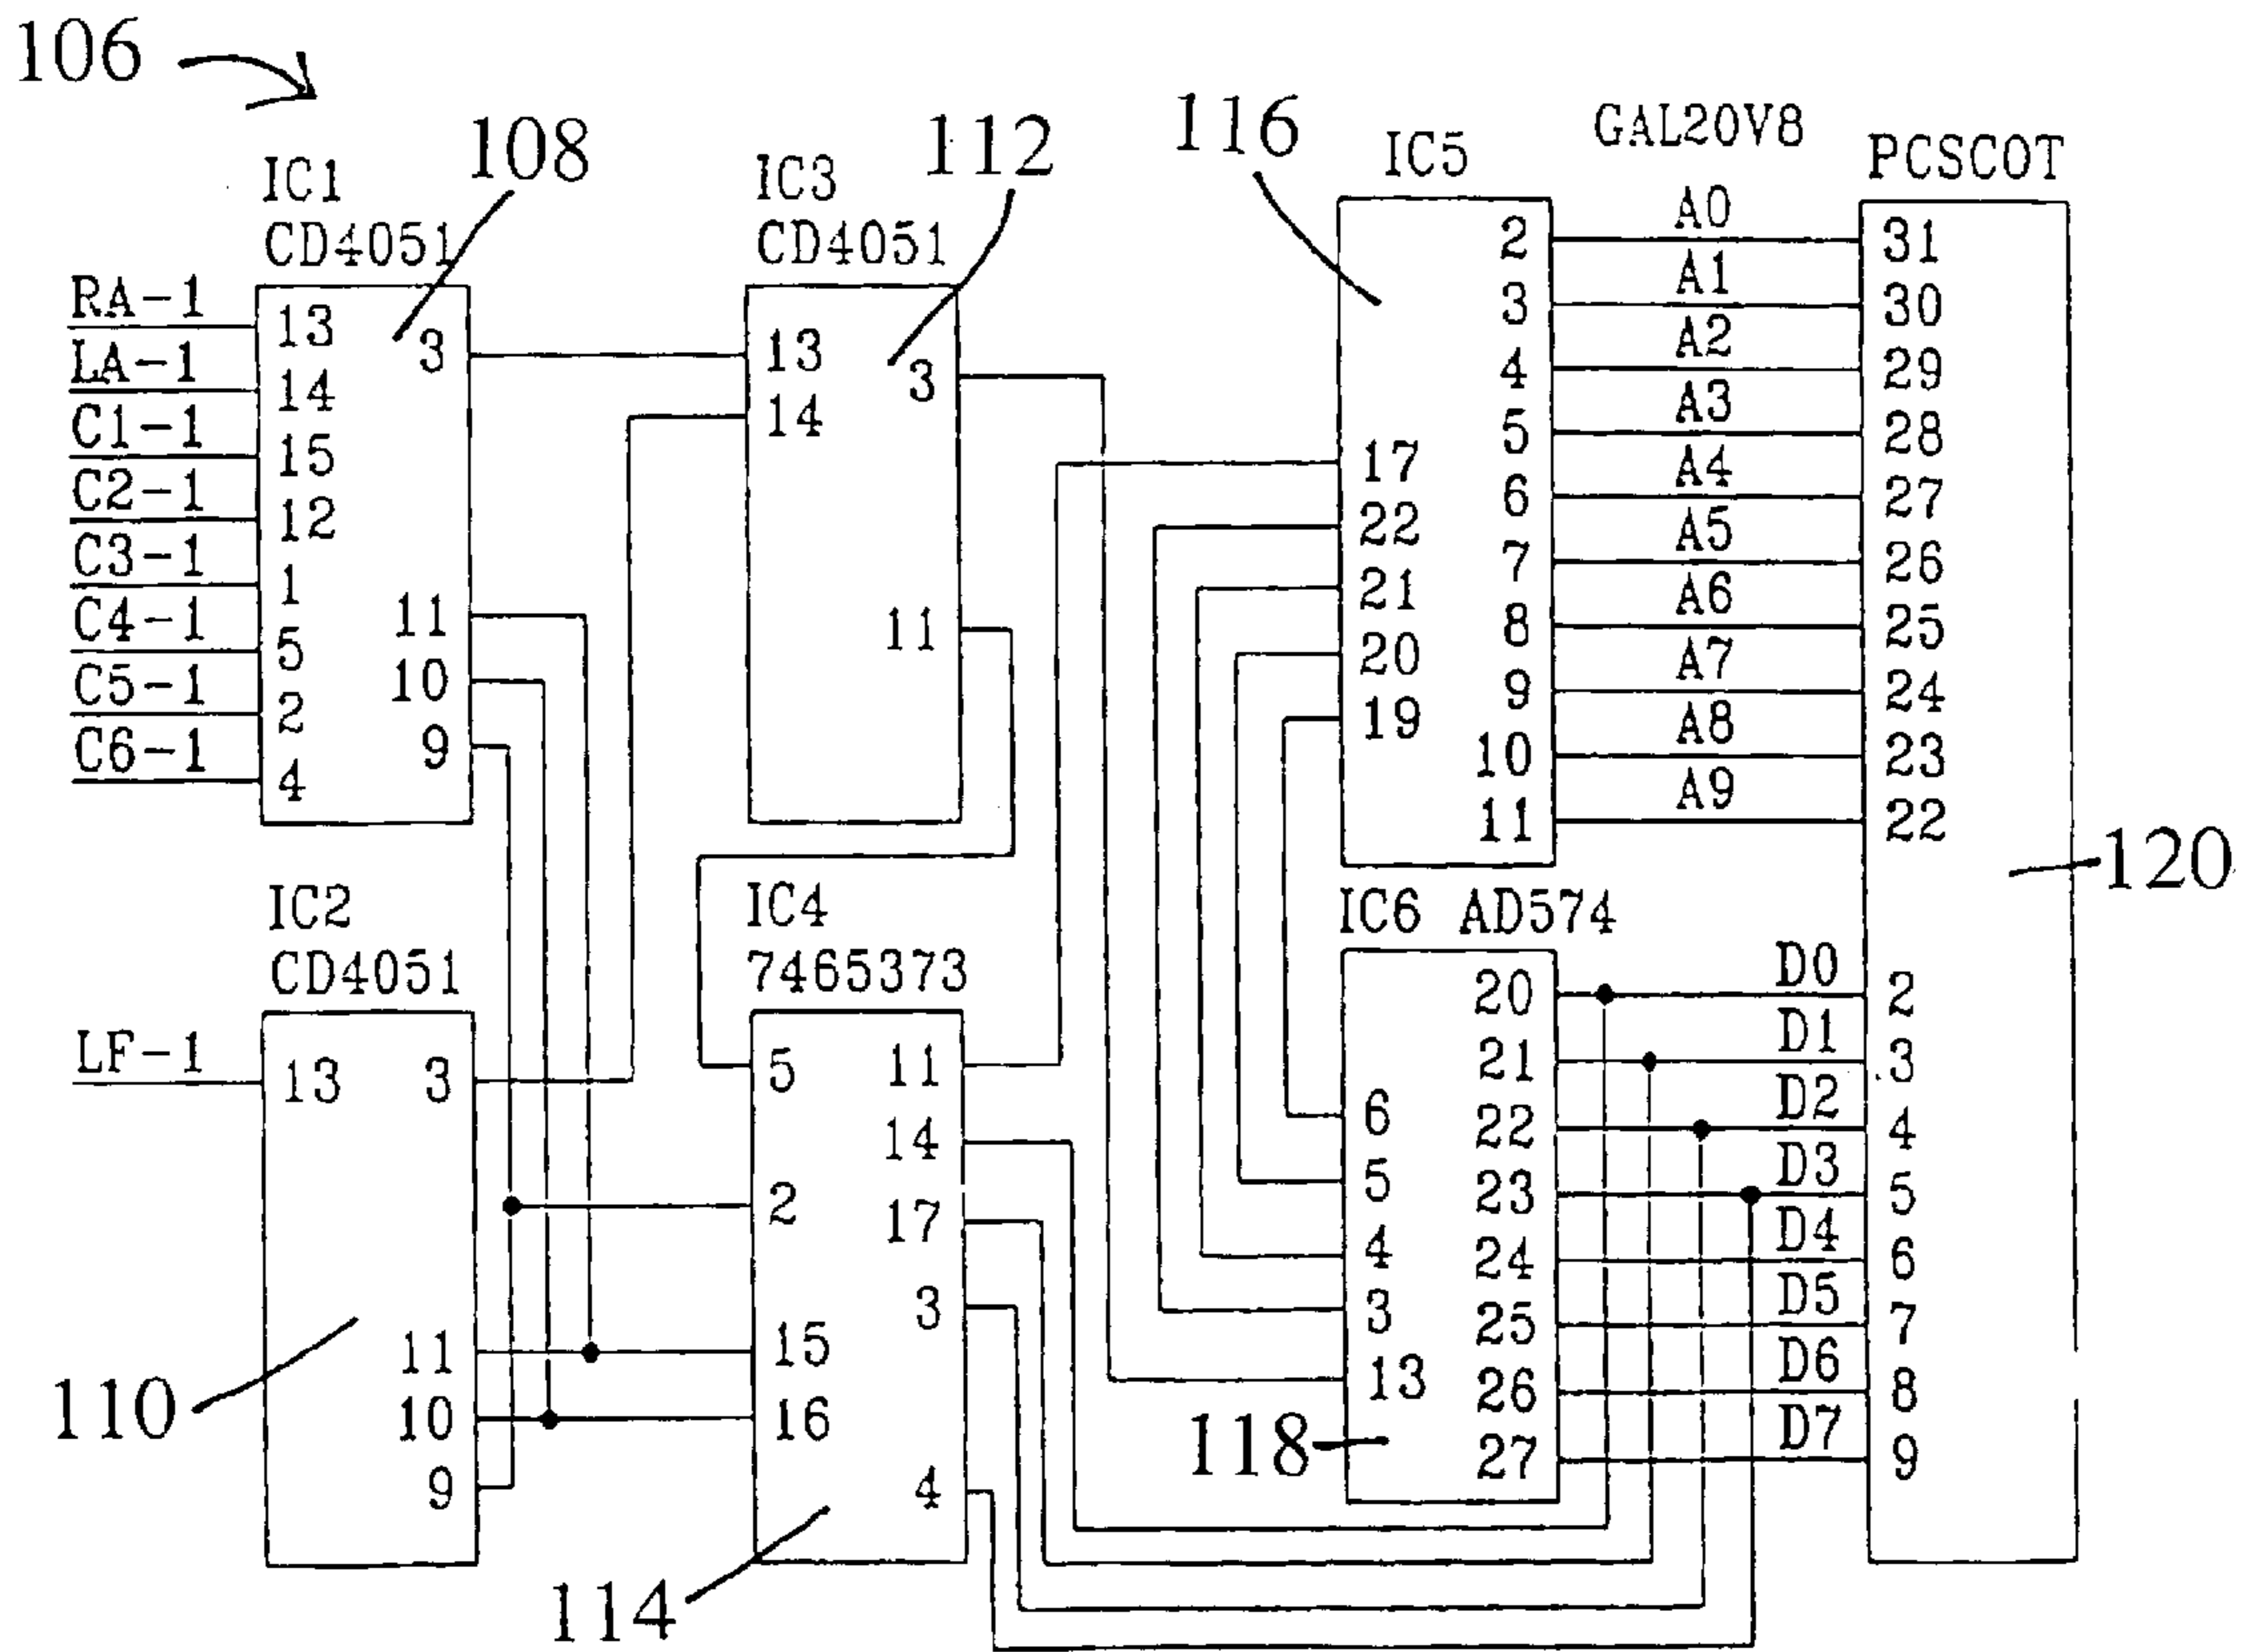 106
IC1
CD4051
108
RA-1
LA-1
C1-1
C2-1
C3-1
C4-1
C5-1
C6-1
13
14
15
12
1
5
2
4
3
11
10
9
IC3
CD4051
112
13
14
3
11
116
IC5
GAL20V8
17
22
21
20
19
2
3
4
5
6
7
8
9
10
11
A0
A1
A2
A3
A4
A5
A6
A7
A8
A9
PCSCOT
31
30
29
28
27
26
25
24
23
22
120
IC2
CD4051
LF-1
13
3
11
10
9
110
IC4
7465373
5
2
15
16
11
14
17
3
4
114
IC6 AD574
6
5
4
3
13
118
20
21
22
23
24
25
26
27
D0
D1
D2
D3
D4
D5
D6
D7
2
3
4
5
6
7
8
9